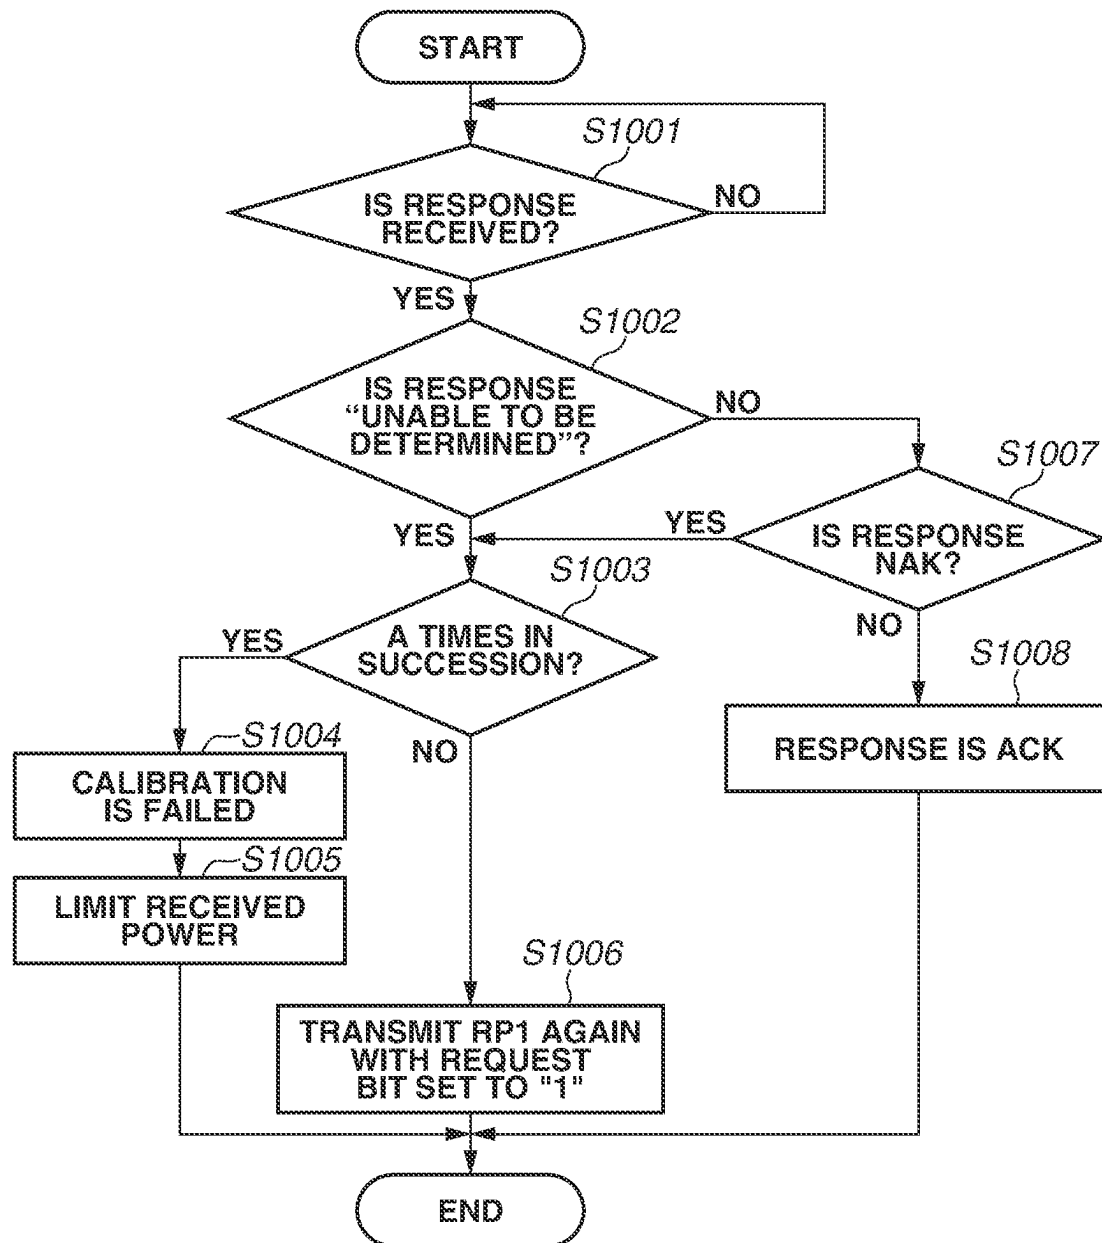 START
S1001
IS RESPONSE
RECEIVED?
NO
YES
S1002
IS RESPONSE
“UNABLE TO BE
DETERMINED”?
NO
YES
S1007
IS RESPONSE
NAK?
YES
NO
S1003
A TIMES IN
SUCCESSION?
YES
NO
S1008
RESPONSE IS ACK
S1004
CALIBRATION
IS FAILED
S1005
LIMIT RECEIVED
POWER
S1006
TRANSMIT RP1 AGAIN
WITH REQUEST
BIT SET TO "1"
END